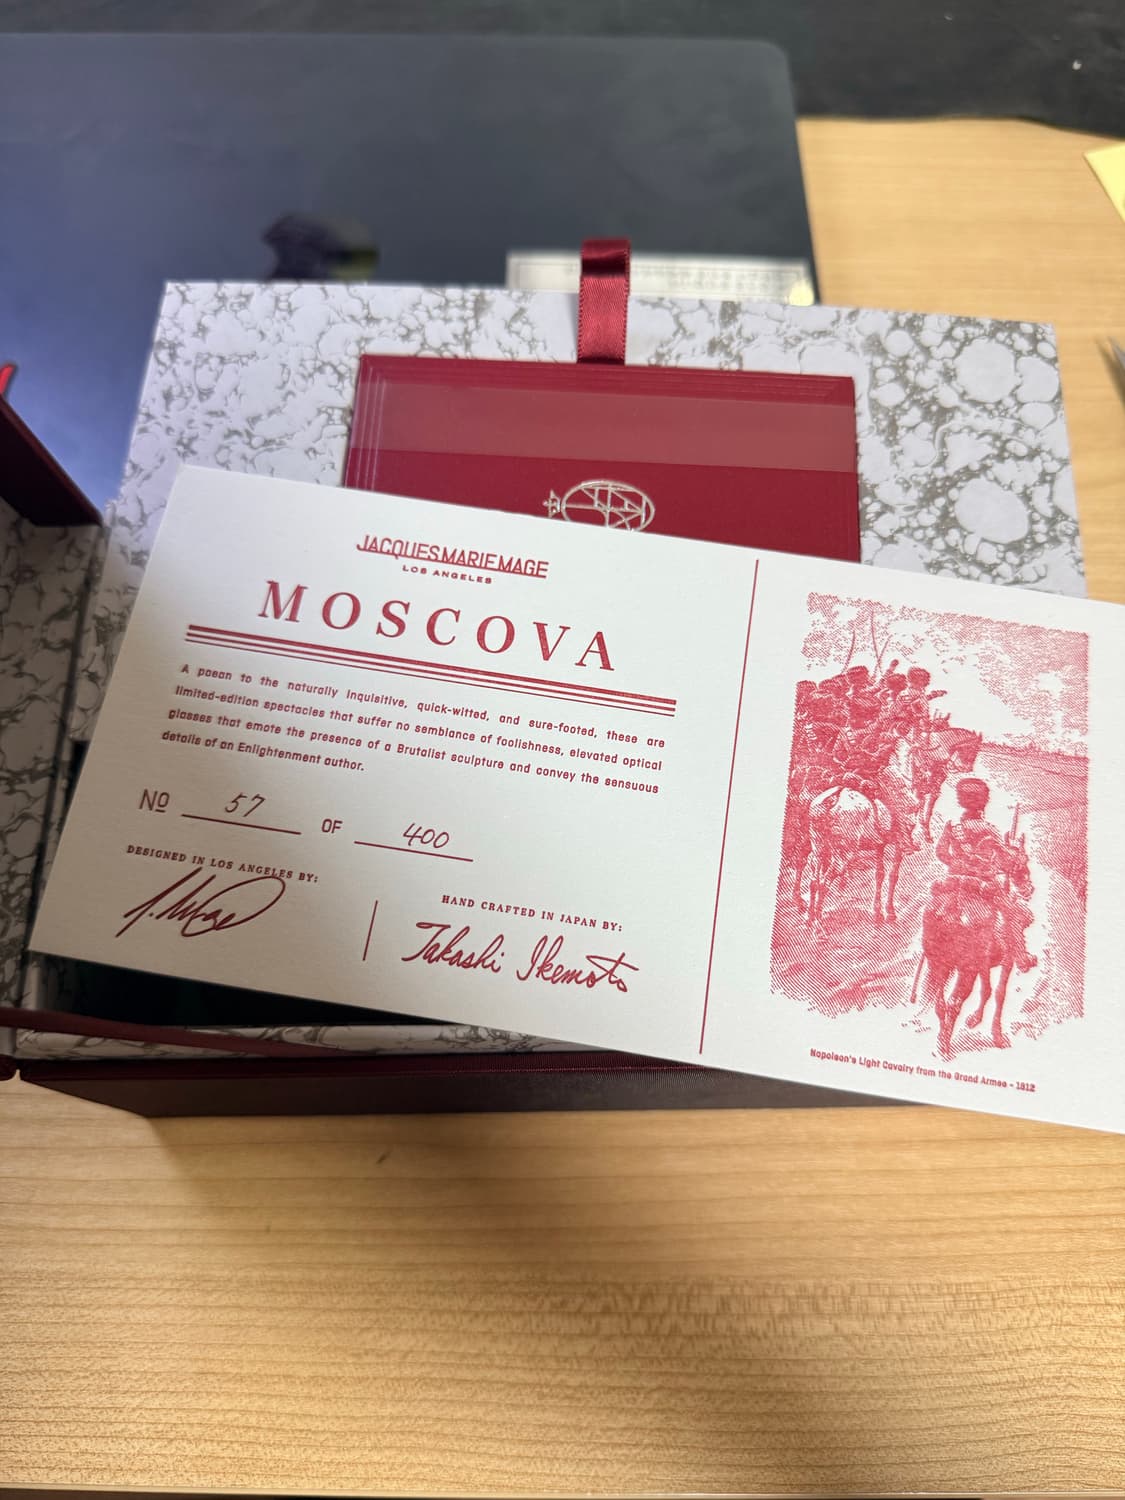 JACQUES MARIE MAGE
LOS ANGELES
MOSCOVA
A paean to the naturally inquisitive, quick-witted, and sure-footed, these are
limited-edition spectacles that suffer no semblance of foolishness, elevated optical
glasses that emote the presence of a Brutalist sculpture and convey the sensuous
details of an Enlightenment author.
Nº 57 OF 400
DESIGNED IN LOS ANGELES BY:
HAND CRAFTED IN JAPAN BY:
Takashi Ikemoto
Napoleon's Light Cavalry from the Grand Armee - 1812